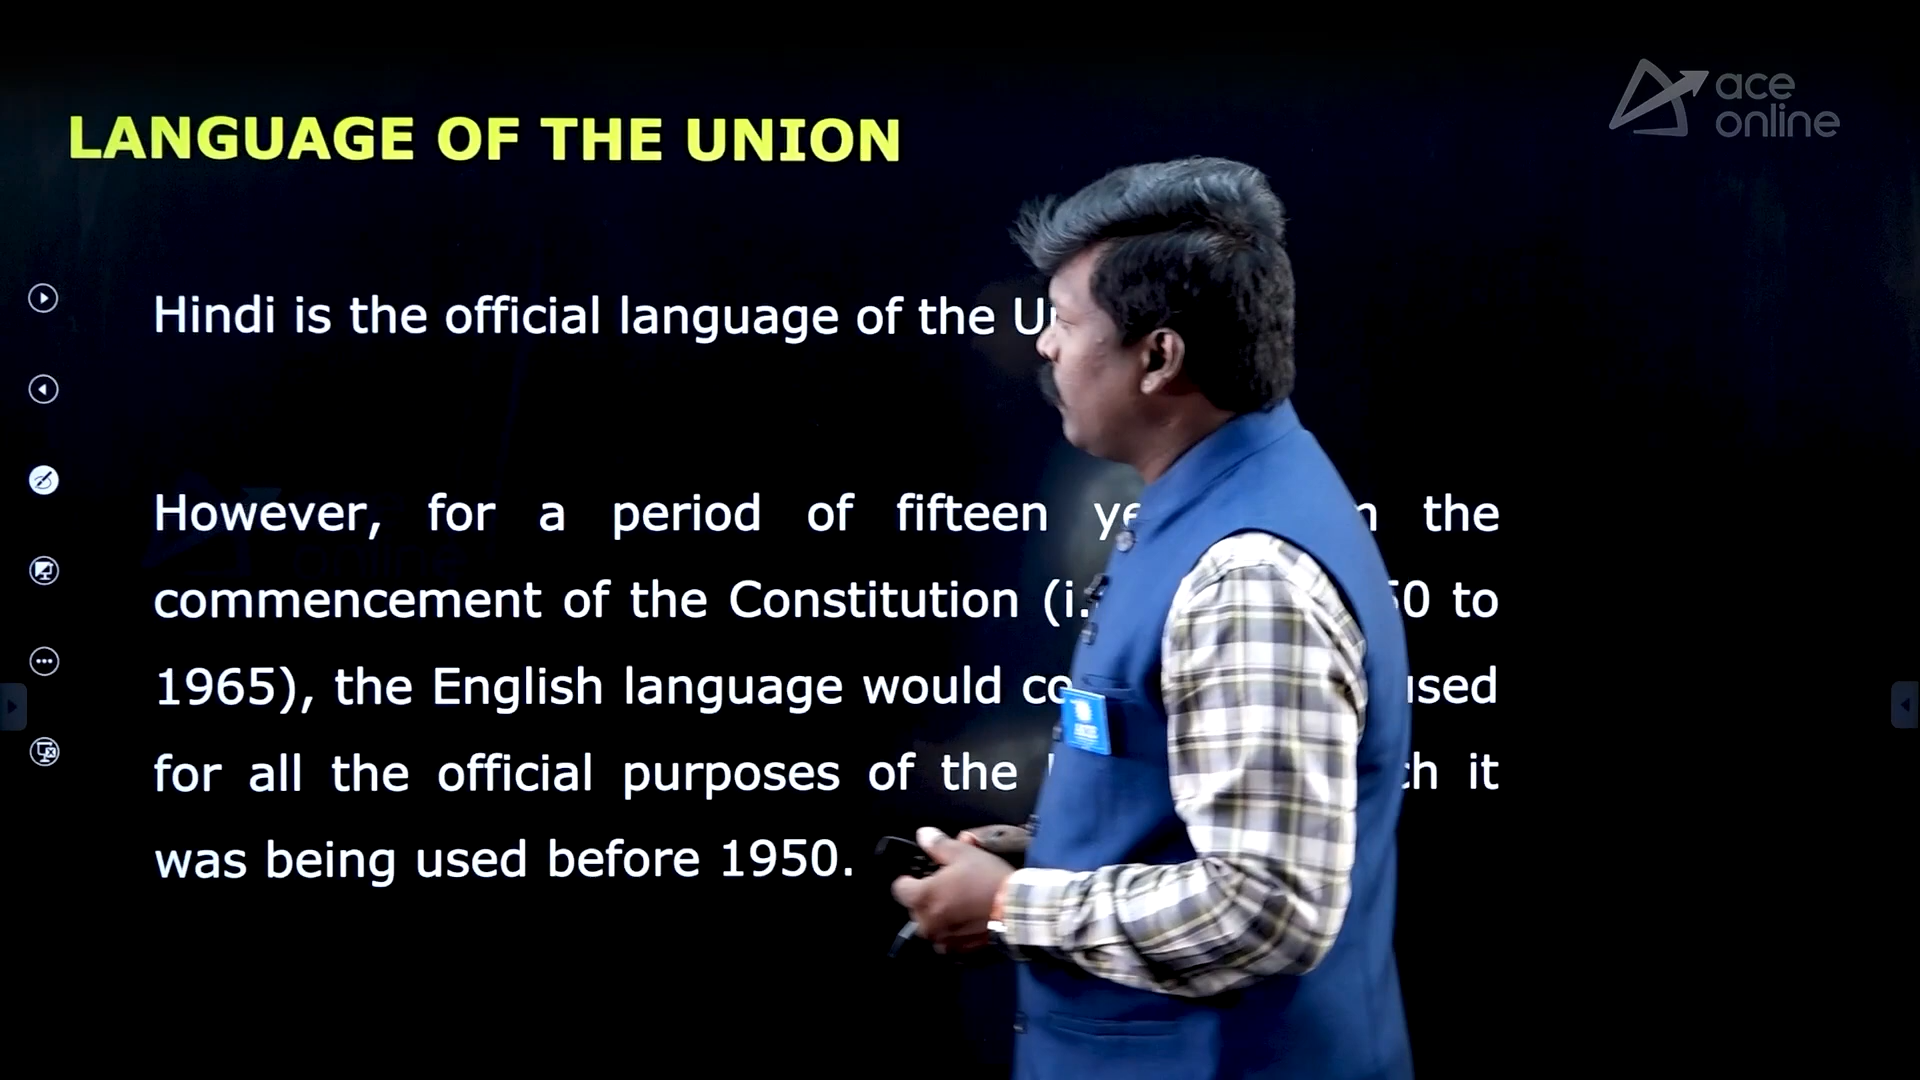 ace
online
LANGUAGE OF THE UNION
Hindi is the official language of the
However, for a period of fifteen the
commencement of the Constitution to
1965), the English language would used
for all the official purposes of the it
was being used before 1950.